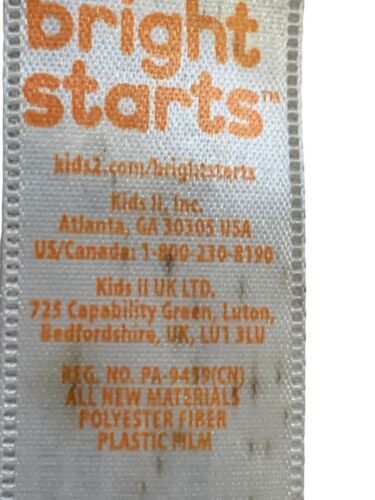 bright
starts™
kids2.com/brightstarts
Kids II, Inc.
Atlanta, GA 30305 USA
US/Canada: 1-800-230-8190
Kids II UK LTD.
725 Capability Green, Luton,
Bedfordshire, UK, LU1 3LU
REG. NO. PA-9459(CN)
ALL NEW MATERIALS
POLYESTER FIBER
PLASTIC FILM